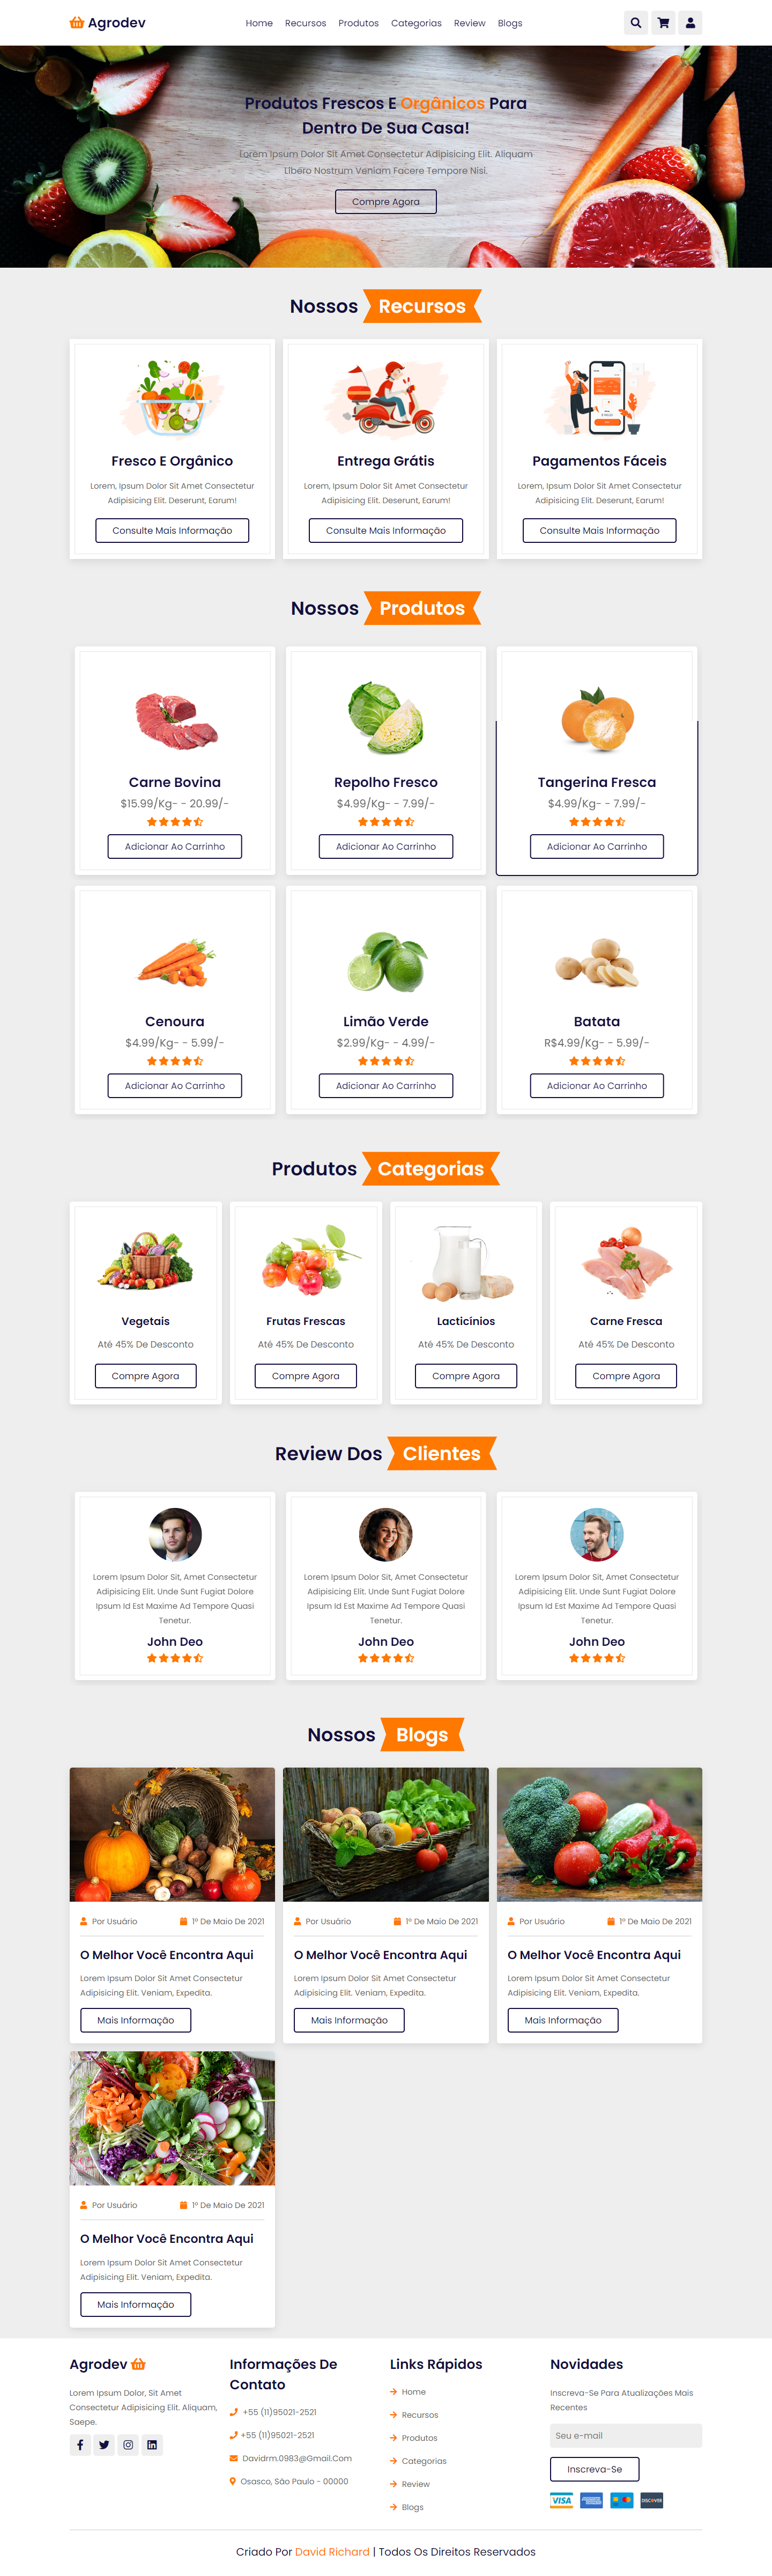 Agrodev
Home Recursos Produtos Categorias Review Blogs
Produtos Frescos E Orgânicos Para
Dentro De Sua Casa!
Lorem Ipsum Dolor Sit Amet Consectetur Adipisicing Elit. Aliquam
Libero Nostrum Veniam Facere Tempore Nisi.
Compre Agora
Nossos Recursos
Fresco E Orgânico
Lorem, Ipsum Dolor Sit Amet Consectetur
Adipisicing Elit. Deserunt, Earum!
Consulte Mais Informação
Entrega Grátis
Lorem, Ipsum Dolor Sit Amet Consectetur
Adipisicing Elit. Deserunt, Earum!
Consulte Mais Informação
Pagamentos Fáceis
Lorem, Ipsum Dolor Sit Amet Consectetur
Adipisicing Elit. Deserunt, Earum!
Consulte Mais Informação
Nossos Produtos
Carne Bovina
$15.99/Kg- - 20.99/-
Adicionar Ao Carrinho
Repolho Fresco
$4.99/Kg- - 7.99/-
Adicionar Ao Carrinho
Tangerina Fresca
$4.99/Kg- - 7.99/-
Adicionar Ao Carrinho
Cenoura
$4.99/Kg- - 5.99/-
Adicionar Ao Carrinho
Limão Verde
$2.99/Kg- - 4.99/-
Adicionar Ao Carrinho
Batata
R$4.99/Kg- - 5.99/-
Adicionar Ao Carrinho
Produtos Categorias
Vegetais
Até 45% De Desconto
Compre Agora
Frutas Frescas
Até 45% De Desconto
Compre Agora
Lacticínios
Até 45% De Desconto
Compre Agora
Carne Fresca
Até 45% De Desconto
Compre Agora
Review Dos Clientes
Lorem Ipsum Dolor Sit, Amet Consectetur
Adipisicing Elit. Unde Sunt Fugiat Dolore
Ipsum Id Est Maxime Ad Tempore Quasi
Tenetur.
John Deo
Lorem Ipsum Dolor Sit, Amet Consectetur
Adipisicing Elit. Unde Sunt Fugiat Dolore
Ipsum Id Est Maxime Ad Tempore Quasi
Tenetur.
John Deo
Lorem Ipsum Dolor Sit, Amet Consectetur
Adipisicing Elit. Unde Sunt Fugiat Dolore
Ipsum Id Est Maxime Ad Tempore Quasi
Tenetur.
John Deo
Nossos Blogs
Por Usuário 1º De Maio De 2021
O Melhor Você Encontra Aqui
Lorem Ipsum Dolor Sit Amet Consectetur
Adipisicing Elit. Veniam, Expedita.
Mais Informação
Por Usuário 1º De Maio De 2021
O Melhor Você Encontra Aqui
Lorem Ipsum Dolor Sit Amet Consectetur
Adipisicing Elit. Veniam, Expedita.
Mais Informação
Por Usuário 1º De Maio De 2021
O Melhor Você Encontra Aqui
Lorem Ipsum Dolor Sit Amet Consectetur
Adipisicing Elit. Veniam, Expedita.
Mais Informação
Por Usuário 1º De Maio De 2021
O Melhor Você Encontra Aqui
Lorem Ipsum Dolor Sit Amet Consectetur
Adipisicing Elit. Veniam, Expedita.
Mais Informação
Agrodev
Lorem Ipsum Dolor, Sit Amet
Consectetur Adipisicing Elit. Aliquam,
Saepe.
Informações De
Contato
+55 (11)95021-2521
+55 (11)95021-2521
Davidrm.0983@Gmail.Com
Osasco, São Paulo - 00000
Links Rápidos
Home
Recursos
Produtos
Categorias
Review
Blogs
Novidades
Inscreva-Se Para Atualizações Mais
Recentes
Seu e-mail
Inscreva-Se
VISA
DISCOVER
Criado Por David Richard | Todos Os Direitos Reservados